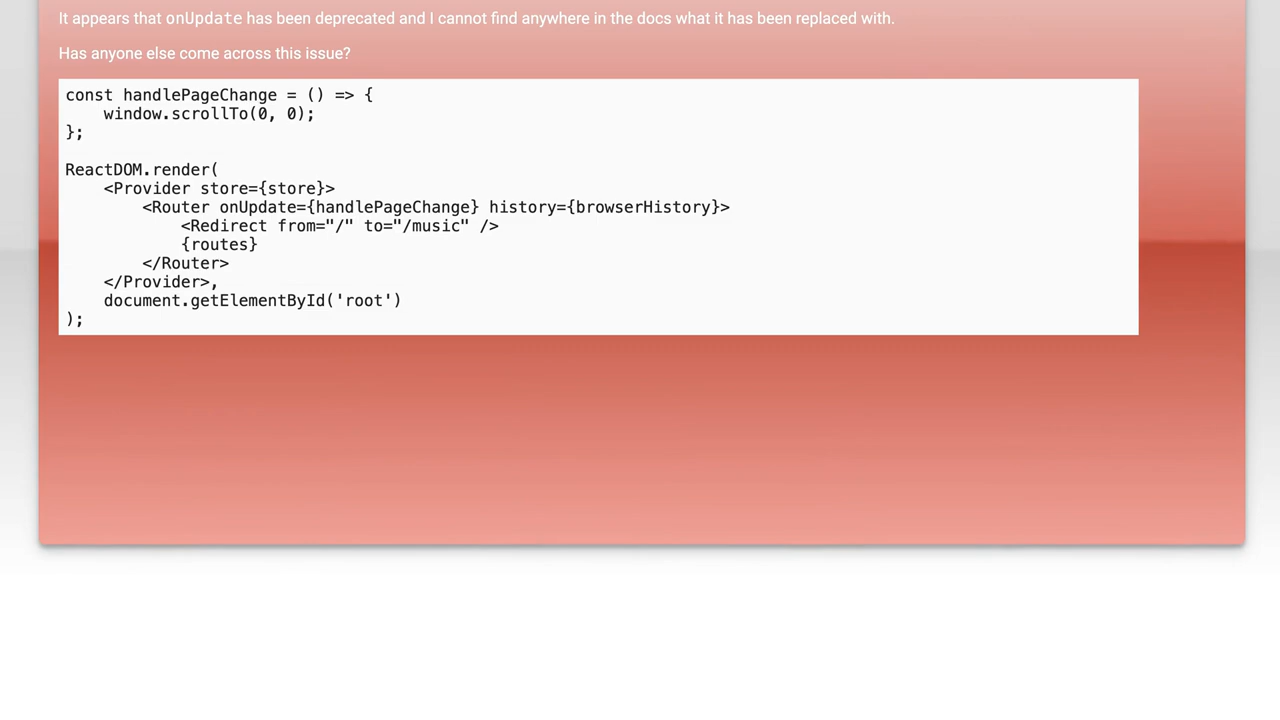 It appears that onUpdate has been deprecated and I cannot find anywhere in the docs what it has been replaced with.
Has anyone else come across this issue?
const handlePageChange = () => {
    window.scrollTo(0, 0);
};

ReactDOM.render(
    <Provider store={store}>
        <Router onUpdate={handlePageChange} history={browserHistory}>
            <Redirect from="/" to="/music" />
            {routes}
        </Router>
    </Provider>,
    document.getElementById('root')
);